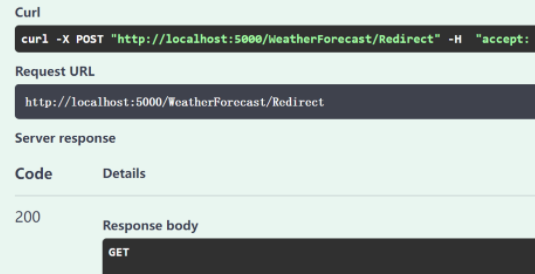 Curl
curl -X POST "http://localhost:5000/WeatherForecast/Redirect" -H "accept:
Request URL
http://localhost:5000/WeatherForecast/Redirect
Server response
Code Details
200
Response body
GET